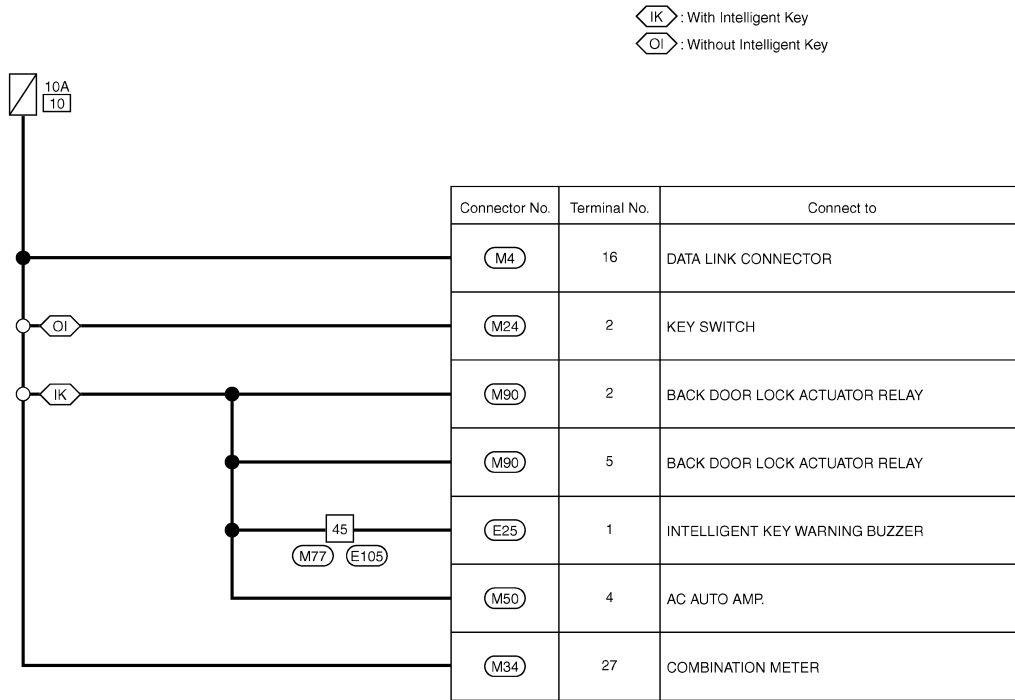 IK : With Intelligent Key
OI : Without Intelligent Key
10A
10
Connector No. Terminal No. Connect to
M4 16 DATA LINK CONNECTOR
OI M24 2 KEY SWITCH
IK M90 2 BACK DOOR LOCK ACTUATOR RELAY
M90 5 BACK DOOR LOCK ACTUATOR RELAY
45 E25 1 INTELLIGENT KEY WARNING BUZZER
M77 E105
M50 4 AC AUTO AMP.
M34 27 COMBINATION METER